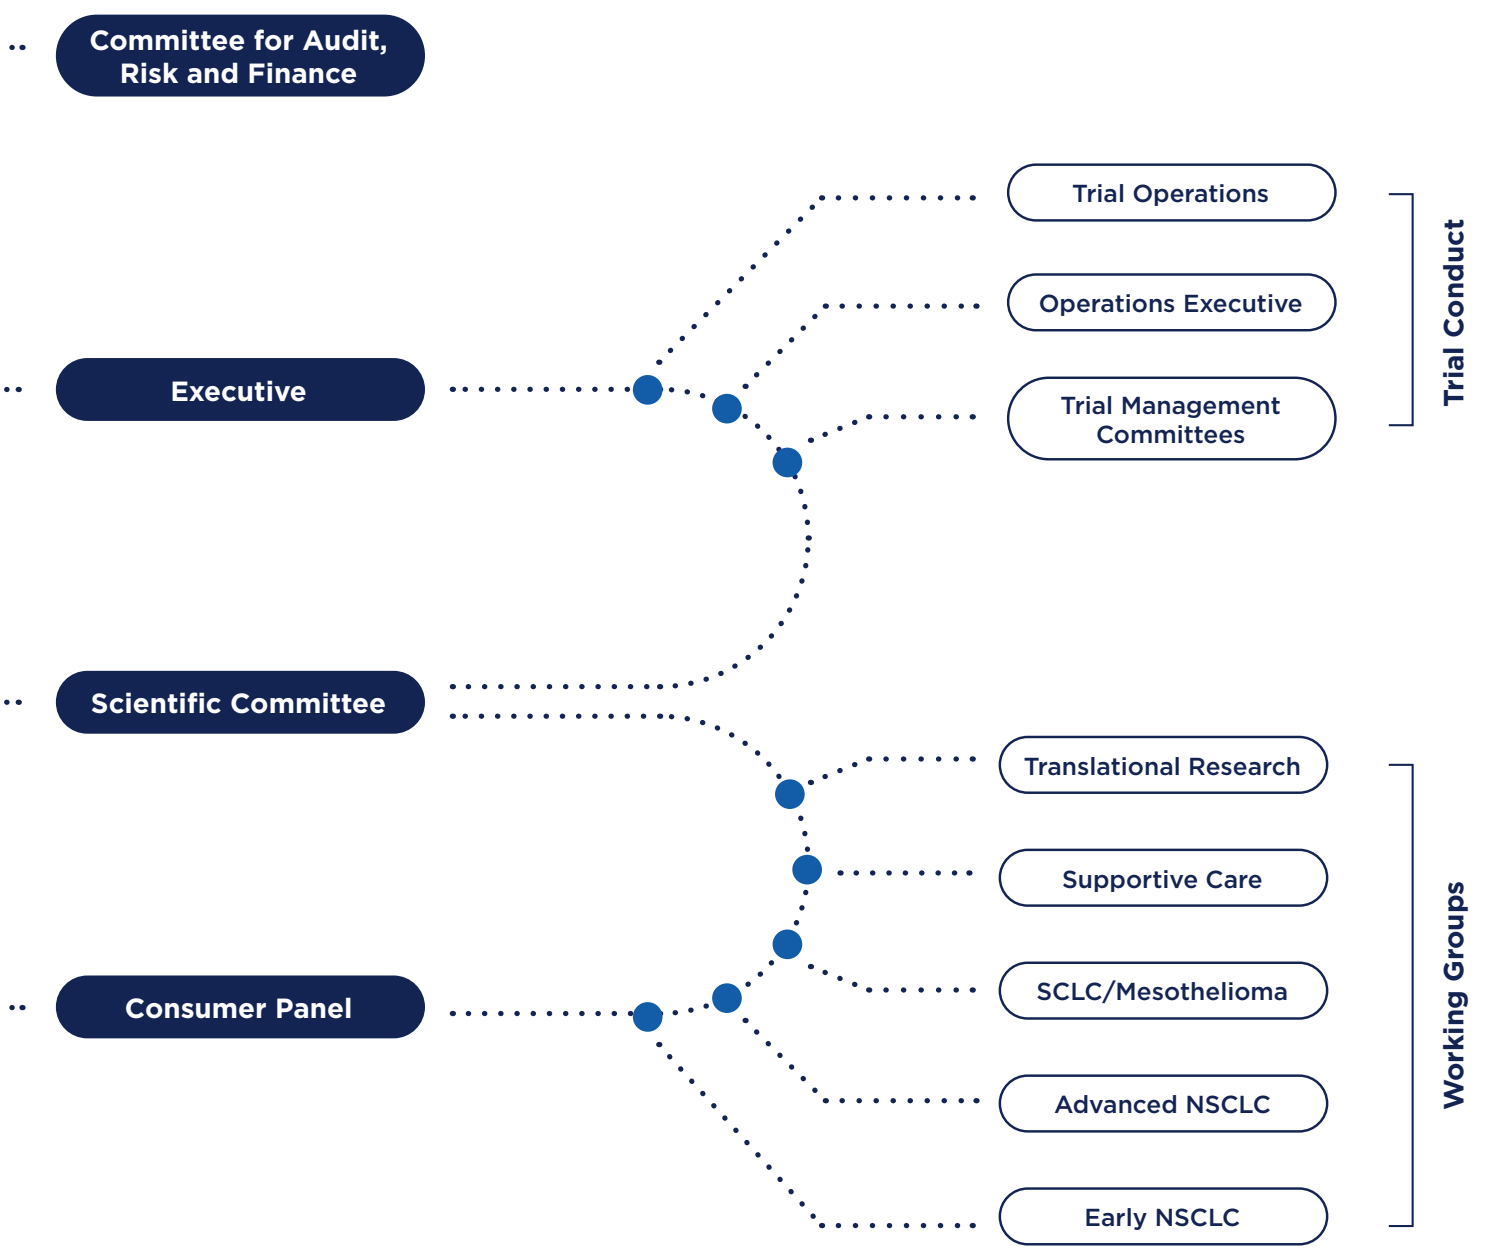 Committee for Audit,
Risk and Finance
Executive
Scientific Committee
Consumer Panel
Trial Operations
Operations Executive
Trial Management
Committees
Trial Conduct
Translational Research
Supportive Care
SCLC/Mesothelioma
Advanced NSCLC
Early NSCLC
Working Groups